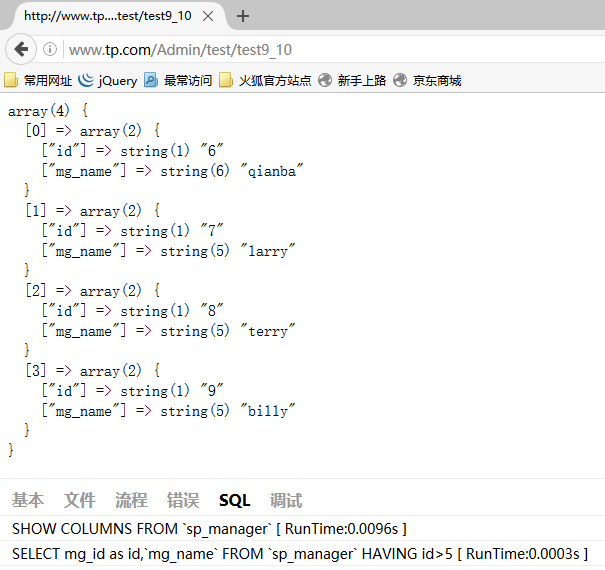 http://www.tp....test/test9_10
www.tp.com/Admin/test/test9_10
常用网址 jQuery 最常访问 火狐官方站点 新手上路 京东商城
array(4) {
[0] => array(2) {
["id"] => string(1) "6"
["mg_name"] => string(6) "qianba"
}
[1] => array(2) {
["id"] => string(1) "7"
["mg_name"] => string(5) "larry"
}
[2] => array(2) {
["id"] => string(1) "8"
["mg_name"] => string(5) "terry"
}
[3] => array(2) {
["id"] => string(1) "9"
["mg_name"] => string(5) "billy"
}
}
基本 文件 流程 错误 SQL 调试
SHOW COLUMNS FROM `sp_manager` [ RunTime:0.0096s ]
SELECT mg_id as id,`mg_name` FROM `sp_manager` HAVING id>5 [ RunTime:0.0003s ]